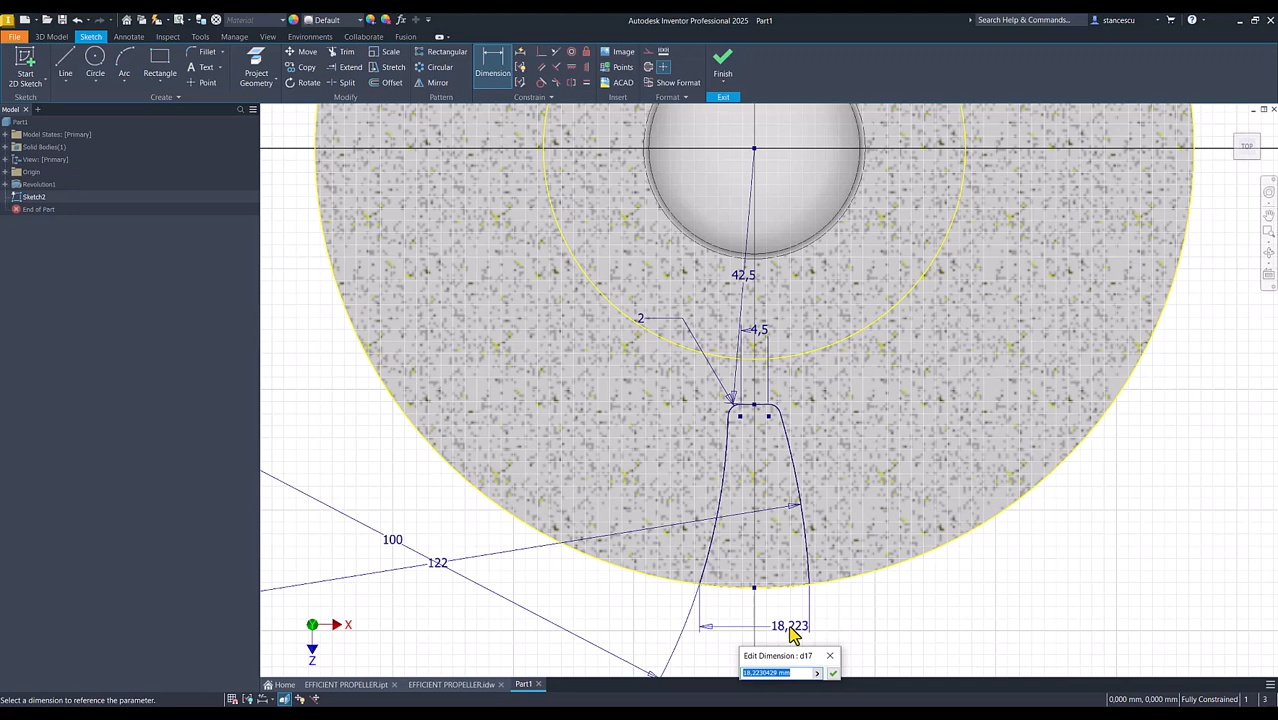 Material
Default
Autodesk Inventor Professional 2025 Part1
Search Help & Commands...
stancescu
File 3D Model Sketch Annotate Inspect Tools Manage View Environments Collaborate Fusion
Start
2D Sketch
Line
Circle
Arc
Rectangle
Fillet
Text
Point
Project
Geometry
Move
Copy
Rotate
Trim
Extend
Split
Scale
Stretch
Offset
Rectangular
Circular
Mirror
Dimension
Image
Points
ACAD
Show Format
Finish
Sketch Create Modify Pattern Constrain Insert Format Exit
Model
Part1
Model States: [Primary]
Solid Bodies(1)
View: [Primary]
Origin
Revolution1
Sketch2
End of Part
TOP
42,5
2
4,5
100
122
18,223
Edit Dimension : d17
18,2230429 mm
X
Z
Home EFFICIENT PROPELLER.ipt EFFICIENT PROPELLER.idw Part1
Select a dimension to reference the parameter.
0,000 mm, 0,000 mm Fully Constrained 1 3